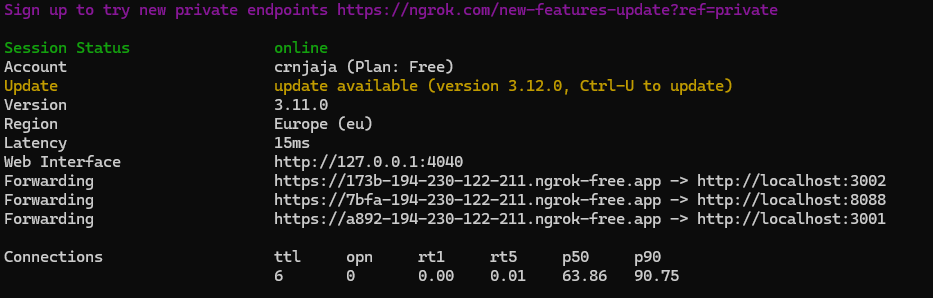 Sign up to try new private endpoints https://ngrok.com/new-features-update?ref=private
Session Status online
Account crnjaja (Plan: Free)
Update update available (version 3.12.0, Ctrl-U to update)
Version 3.11.0
Region Europe (eu)
Latency 15ms
Web Interface http://127.0.0.1:4040
Forwarding https://173b-194-230-122-211.ngrok-free.app -> http://localhost:3002
Forwarding https://7bfa-194-230-122-211.ngrok-free.app -> http://localhost:8088
Forwarding https://a892-194-230-122-211.ngrok-free.app -> http://localhost:3001
Connections ttl opn rt1 rt5 p50 p90
6 0 0.00 0.01 63.86 90.75